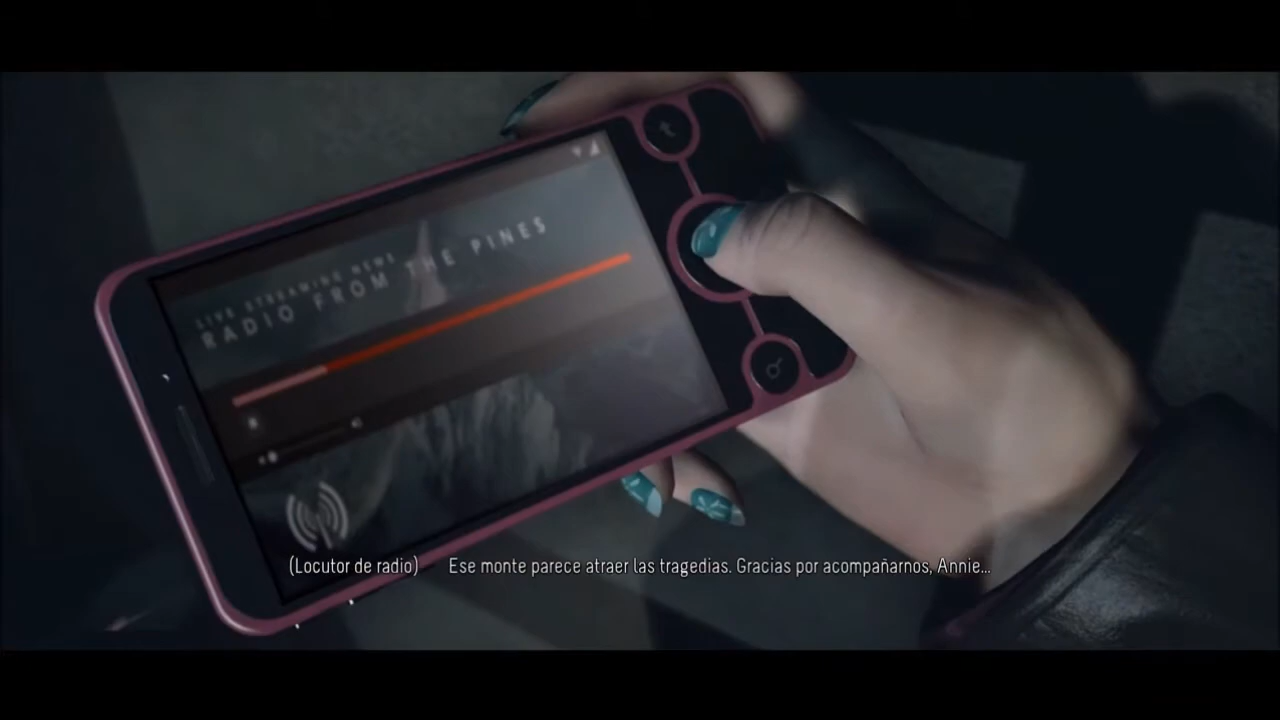 LIVE STREAMING NEWS
RADIO FROM THE PINES
(Locutor de radio) Ese monte parece atraer las tragedias. Gracias por acompañarnos, Annie...